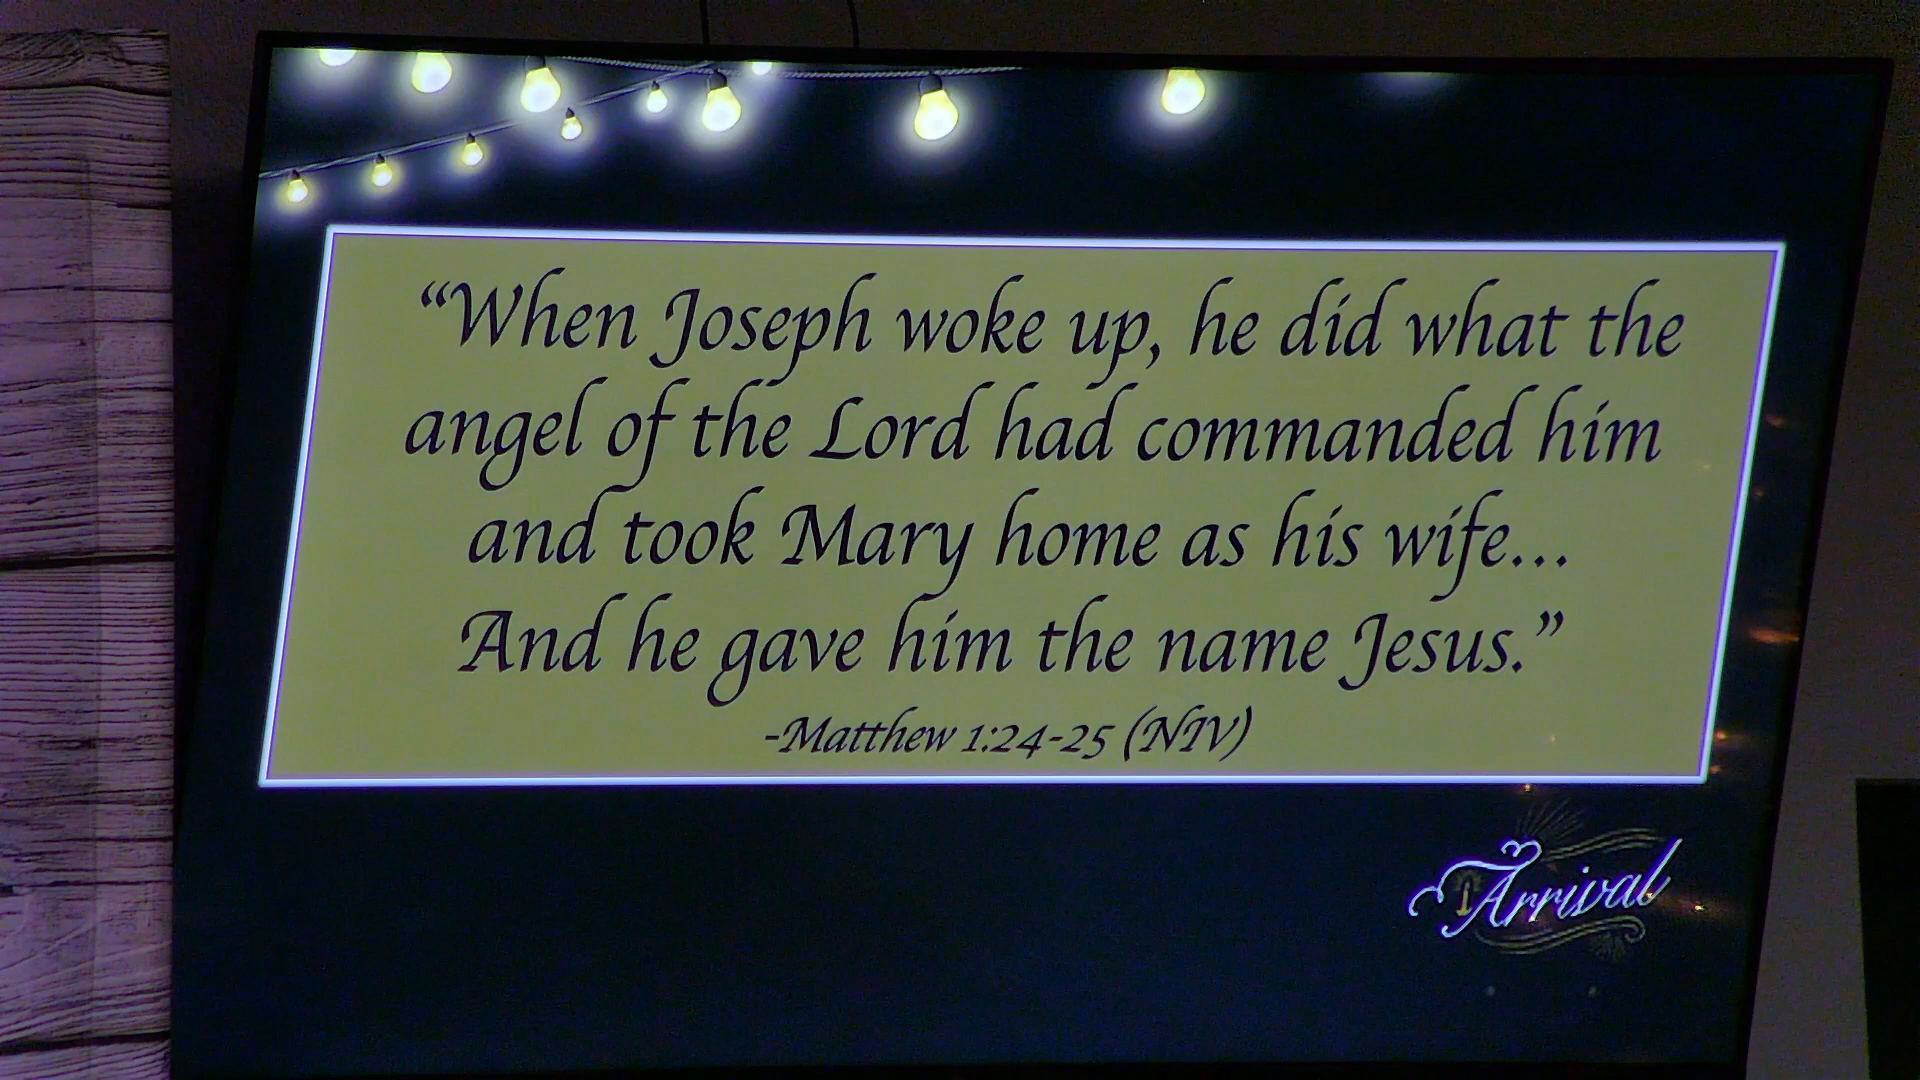 “When Joseph woke up, he did what the
angel of the Lord had commanded him
and took Mary home as his wife...
And he gave him the name Jesus.”
-Matthew 1:24-25 (NIV)
Arrival